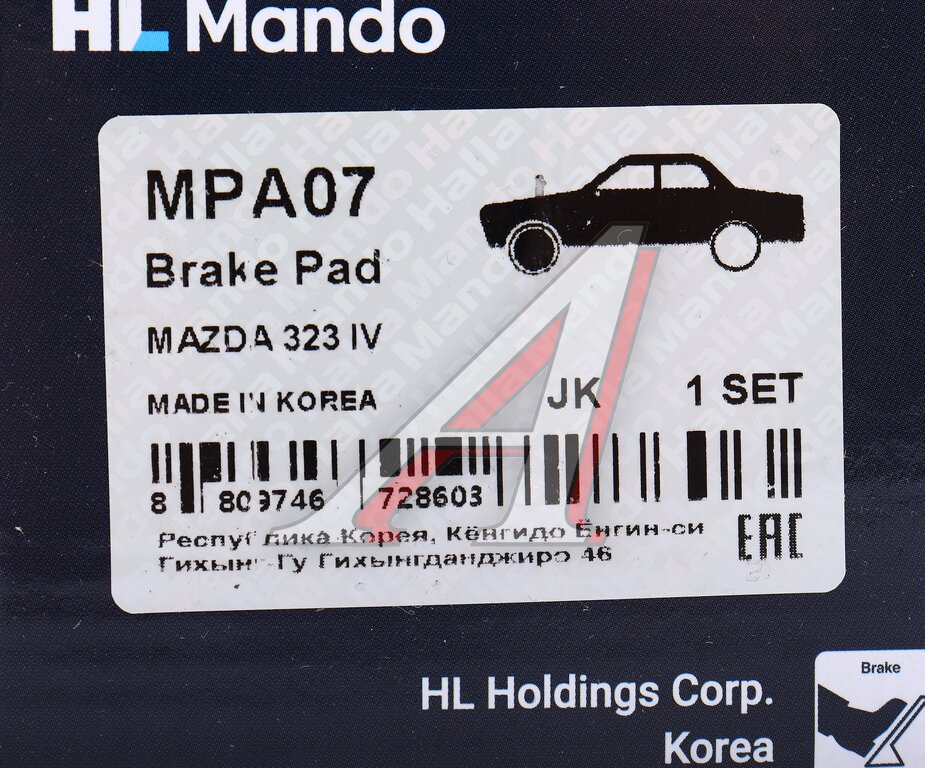 HL Mando
MPA07
Brake Pad
MAZDA 323 IV
MADE IN KOREA
JK 1 SET
8 809746 728603
Республика Корея, Кёнгидо Ёнгин-си
Гихын-Гу Гихынгданджиро 46
EAC
HL Holdings Corp.
Korea
Brake